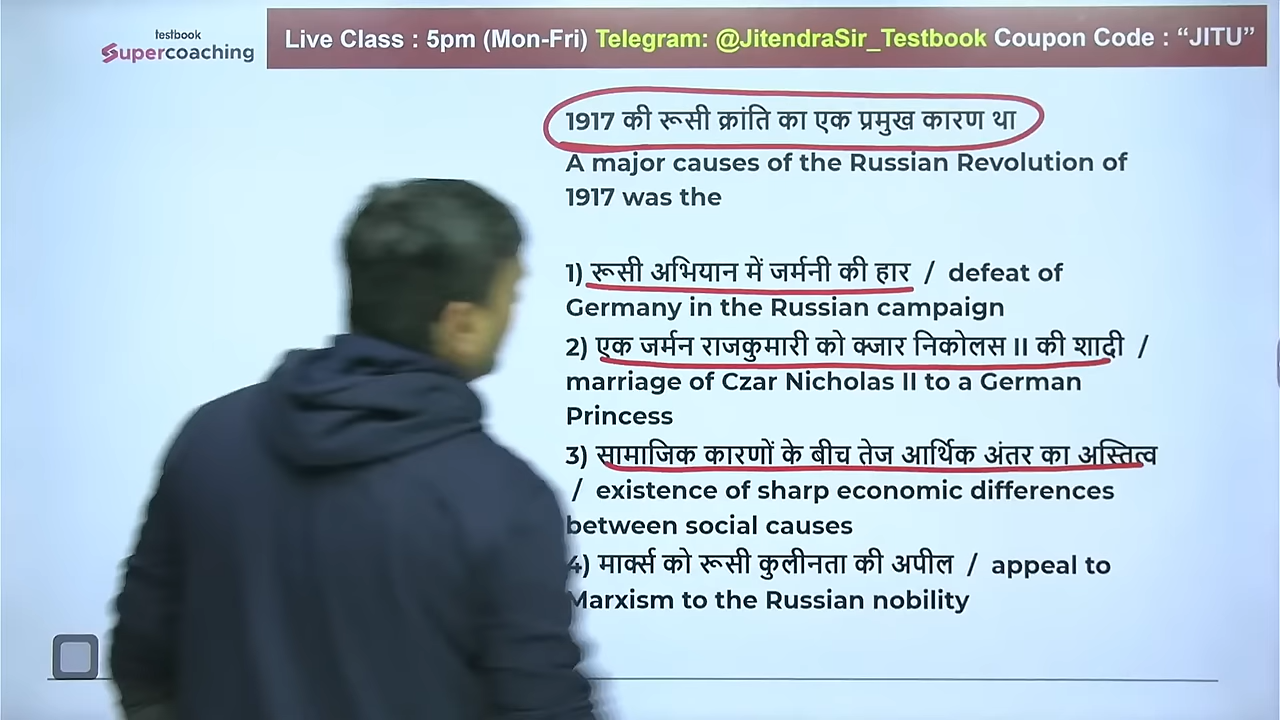 testbook
Supercoaching
Live Class : 5pm (Mon-Fri) Telegram: @JitendraSir_Testbook Coupon Code : “JITU”
1917 की रूसी क्रांति का एक प्रमुख कारण था
A major causes of the Russian Revolution of
1917 was the
1) रूसी अभियान में जर्मनी की हार / defeat of
Germany in the Russian campaign
2) एक जर्मन राजकुमारी को क्जार निकोलस II की शादी /
marriage of Czar Nicholas II to a German
Princess
3) सामाजिक कारणों के बीच तेज आर्थिक अंतर का अस्तित्व
/ existence of sharp economic differences
between social causes
4) मार्क्स को रूसी कुलीनता की अपील / appeal to
Marxism to the Russian nobility